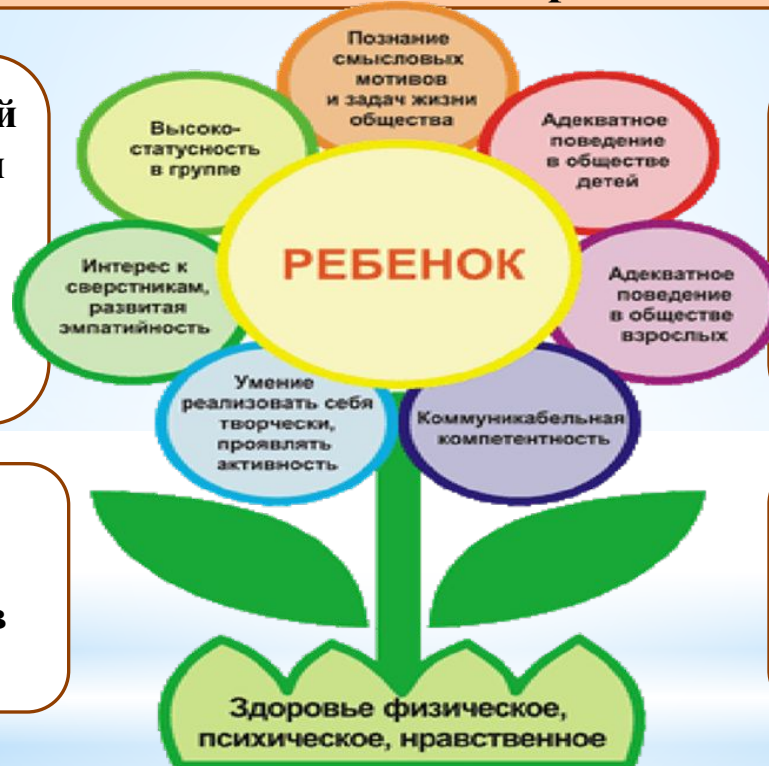 Познание
смысловых
мотивов
и задач жизни
общества
Высоко-
статусность
в группе
Адекватное
поведение
в обществе
детей
РЕБЕНОК
Интерес к
сверстникам,
развитая
эмпатийность
Адекватное
поведение
в обществе
взрослых
Умение
реализовать себя
творчески,
проявлять
активность
Коммуникабельная
компетентность
Здоровье физическое,
психическое, нравственное